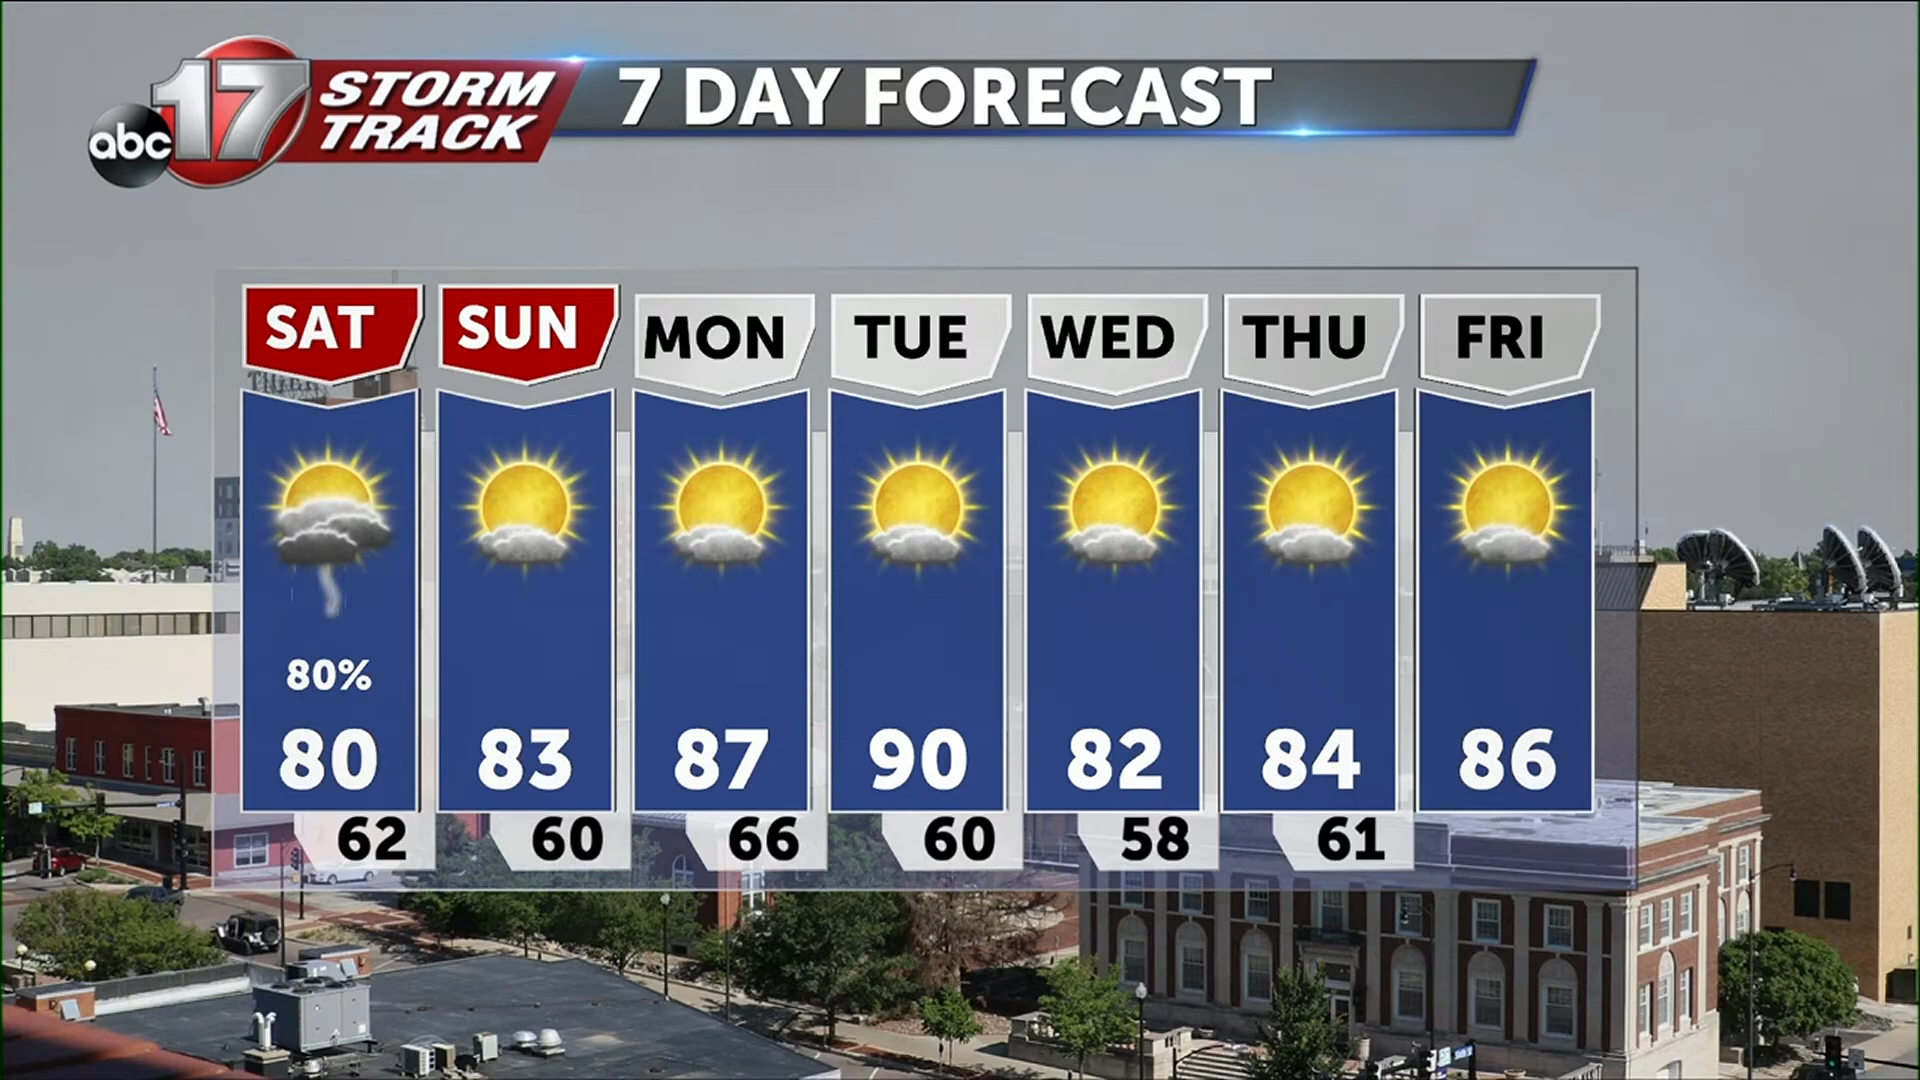 abc 17 STORM TRACK
7 DAY FORECAST
SAT SUN MON TUE WED THU FRI
80%
80 83 87 90 82 84 86
62 60 66 60 58 61